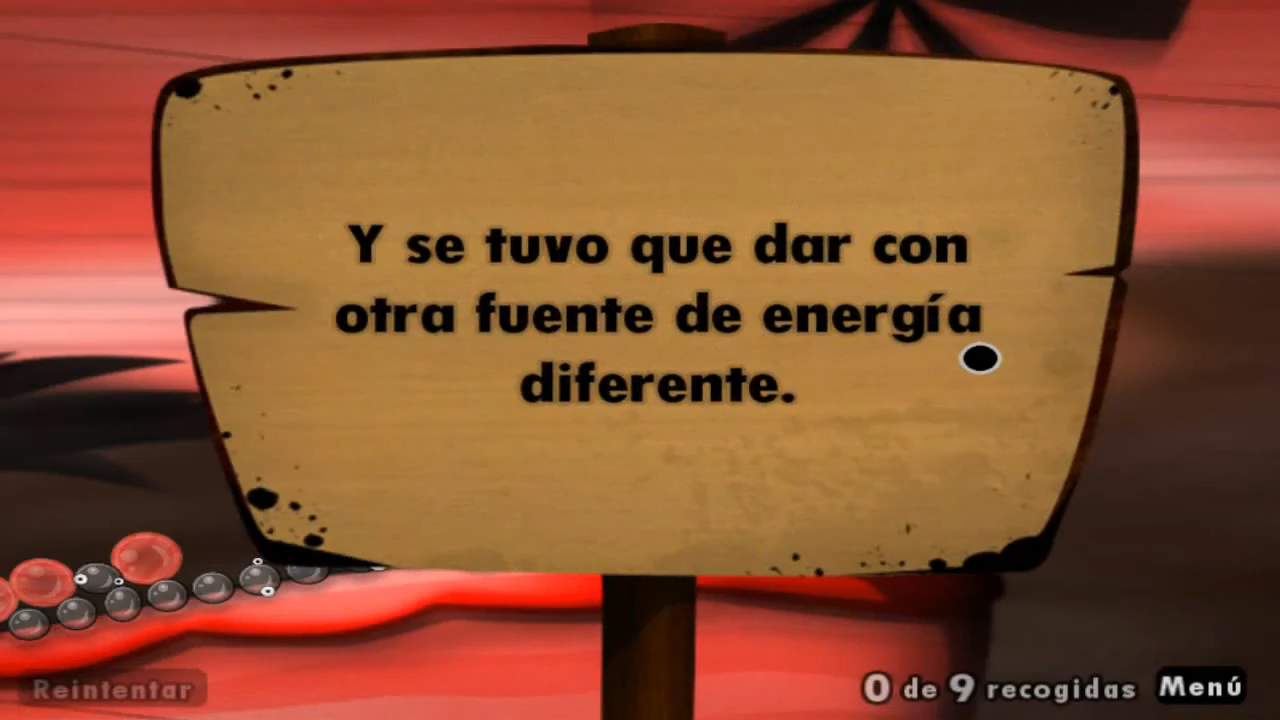 Y se tuvo que dar con
otra fuente de energía
diferente.
Reintentar
0 de 9 recogidas
Menú